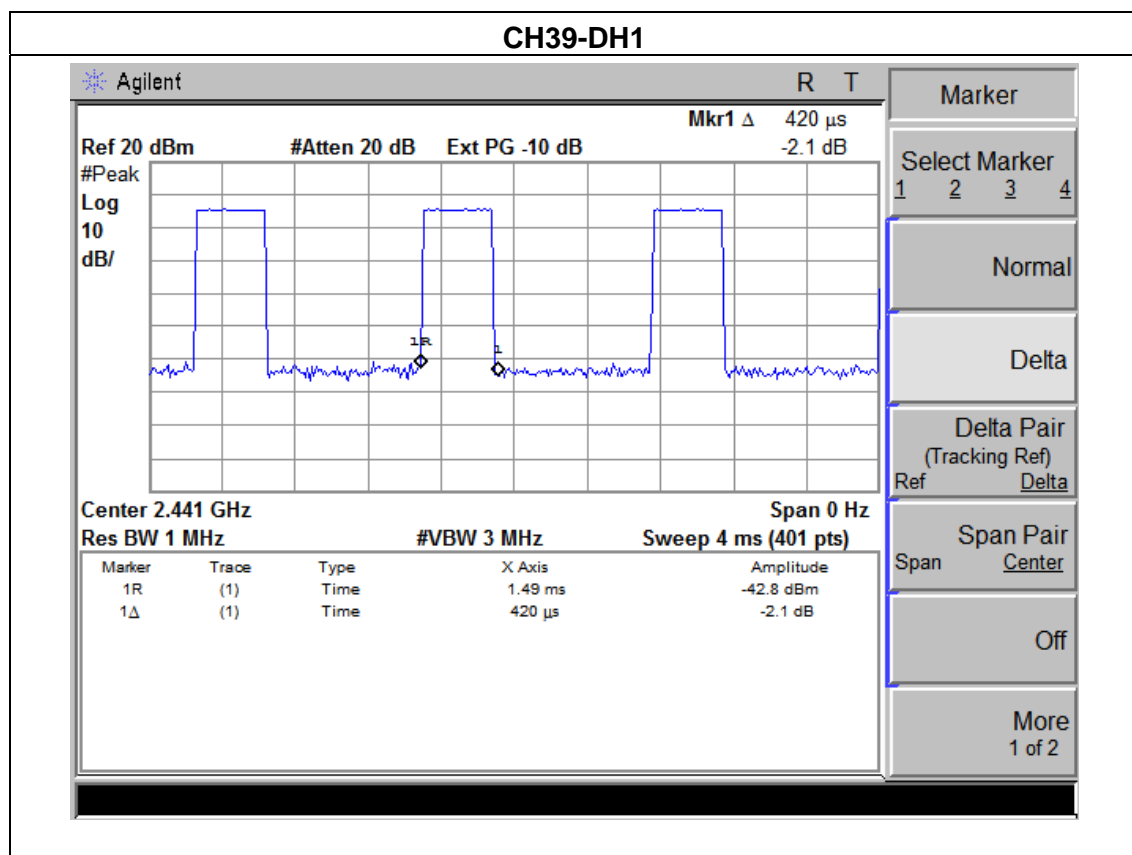 CH39-DH1
Agilent
R T
Mkr1 Δ 420 µs
Ref 20 dBm #Atten 20 dB Ext PG -10 dB -2.1 dB
#Peak
Log
10
dB/
1R
1
Center 2.441 GHz Span 0 Hz
Res BW 1 MHz #VBW 3 MHz Sweep 4 ms (401 pts)
Marker Trace Type X Axis Amplitude
1R (1) Time 1.49 ms -42.8 dBm
1Δ (1) Time 420 µs -2.1 dB
Marker
Select Marker
1 2 3 4
Normal
Delta
Delta Pair
(Tracking Ref)
Ref Delta
Span Pair
Span Center
Off
More
1 of 2